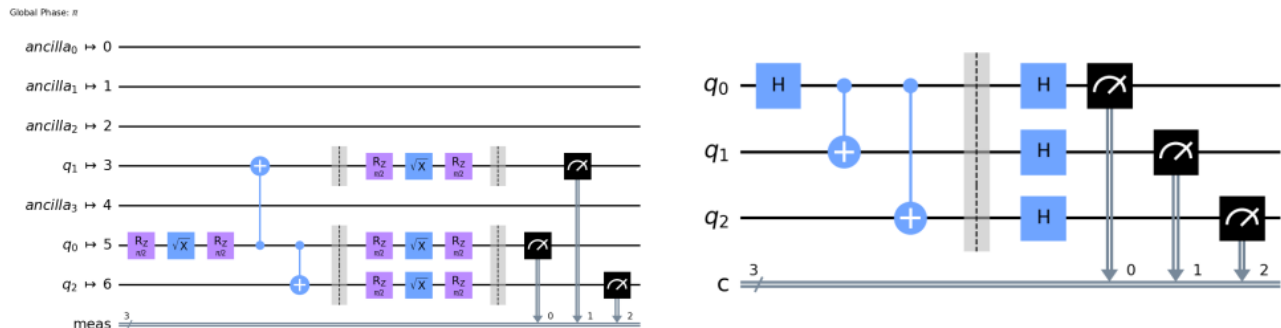 Global Phase: π
ancilla₀ ↦ 0
ancilla₁ ↦ 1
ancilla₂ ↦ 2
q₁ ↦ 3 R_Z π/2 √X R_Z π/2
ancilla₃ ↦ 4
q₀ ↦ 5 R_Z π/2 √X R_Z π/2 R_Z π/2 √X R_Z π/2
q₂ ↦ 6 R_Z π/2 √X R_Z π/2
meas 3 0 1 2
q₀ H H
q₁ H
q₂ H
c 3 0 1 2